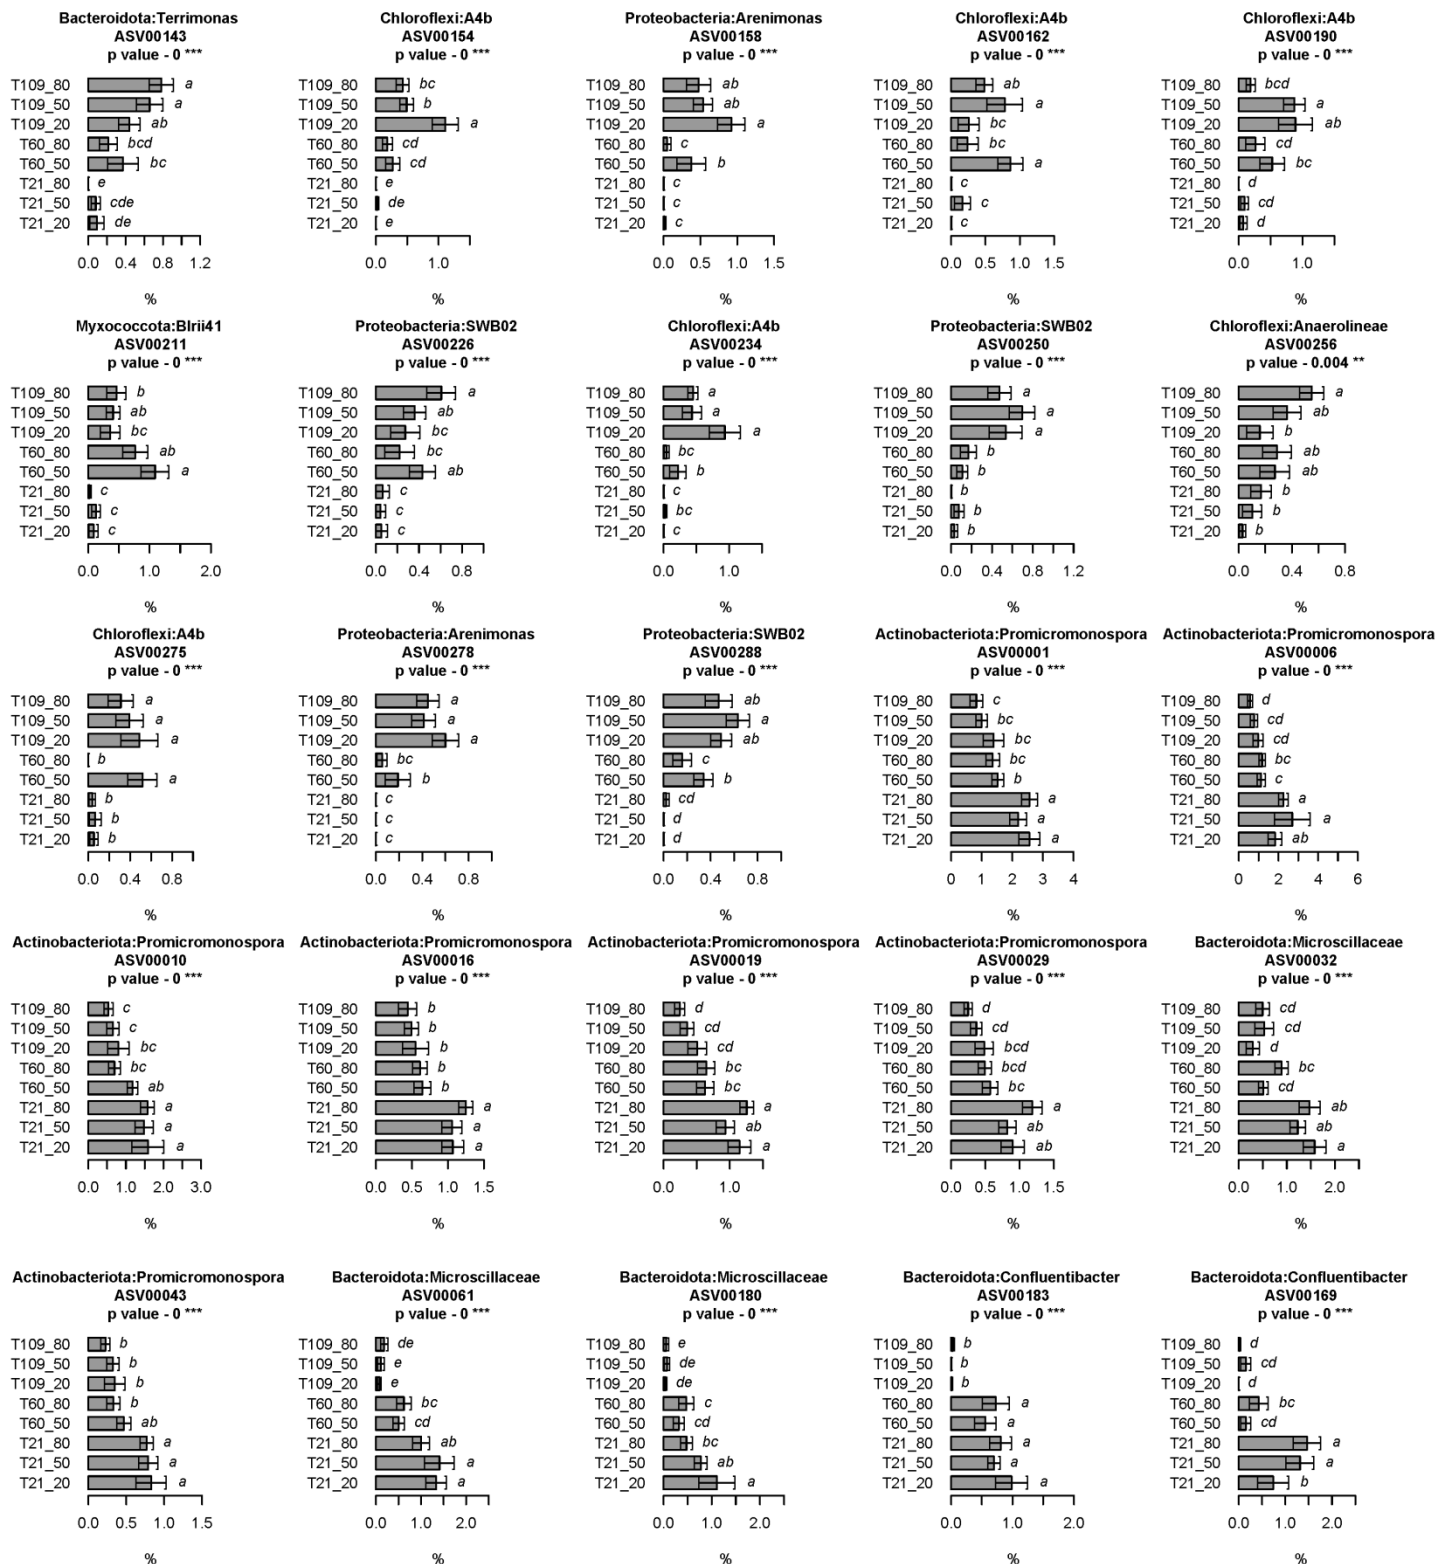 Bacteroidota:Terrimonas
ASV00143
p value - 0 ***
T109_80 a
T109_50 a
T109_20 ab
T60_80 bcd
T60_50 bc
T21_80 e
T21_50 cde
T21_20 de
0.0 0.4 0.8 1.2
%
Chloroflexi:A4b
ASV00154
p value - 0 ***
T109_80 bc
T109_50 b
T109_20 a
T60_80 cd
T60_50 cd
T21_80 e
T21_50 de
T21_20 e
0.0 1.0
%
Proteobacteria:Arenimonas
ASV00158
p value - 0 ***
T109_80 ab
T109_50 ab
T109_20 a
T60_80 c
T60_50 b
T21_80 c
T21_50 c
T21_20 c
0.0 0.5 1.0 1.5
%
Chloroflexi:A4b
ASV00162
p value - 0 ***
T109_80 ab
T109_50 a
T109_20 bc
T60_80 bc
T60_50 a
T21_80 c
T21_50 c
T21_20 c
0.0 0.5 1.0 1.5
%
Chloroflexi:A4b
ASV00190
p value - 0 ***
T109_80 bcd
T109_50 a
T109_20 ab
T60_80 cd
T60_50 bc
T21_80 d
T21_50 cd
T21_20 d
0.0 1.0
%
Myxococcota:Blrii41
ASV00211
p value - 0 ***
T109_80 b
T109_50 ab
T109_20 bc
T60_80 ab
T60_50 a
T21_80 c
T21_50 c
T21_20 c
0.0 1.0 2.0
%
Proteobacteria:SWB02
ASV00226
p value - 0 ***
T109_80 a
T109_50 ab
T109_20 bc
T60_80 bc
T60_50 ab
T21_80 c
T21_50 c
T21_20 c
0.0 0.4 0.8
%
Chloroflexi:A4b
ASV00234
p value - 0 ***
T109_80 a
T109_50 a
T109_20 a
T60_80 bc
T60_50 b
T21_80 c
T21_50 bc
T21_20 c
0.0 1.0
%
Proteobacteria:SWB02
ASV00250
p value - 0 ***
T109_80 a
T109_50 a
T109_20 a
T60_80 b
T60_50 b
T21_80 b
T21_50 b
T21_20 b
0.0 0.4 0.8 1.2
%
Chloroflexi:Anaerolineae
ASV00256
p value - 0.004 **
T109_80 a
T109_50 ab
T109_20 b
T60_80 ab
T60_50 ab
T21_80 b
T21_50 b
T21_20 b
0.0 0.4 0.8
%
Chloroflexi:A4b
ASV00275
p value - 0 ***
T109_80 a
T109_50 a
T109_20 a
T60_80 b
T60_50 a
T21_80 b
T21_50 b
T21_20 b
0.0 0.4 0.8
%
Proteobacteria:Arenimonas
ASV00278
p value - 0 ***
T109_80 a
T109_50 a
T109_20 a
T60_80 bc
T60_50 b
T21_80 c
T21_50 c
T21_20 c
0.0 0.4 0.8
%
Proteobacteria:SWB02
ASV00288
p value - 0 ***
T109_80 ab
T109_50 a
T109_20 ab
T60_80 c
T60_50 b
T21_80 cd
T21_50 d
T21_20 d
0.0 0.4 0.8
%
Actinobacteriota:Promicromonospora
ASV00001
p value - 0 ***
T109_80 c
T109_50 bc
T109_20 bc
T60_80 bc
T60_50 b
T21_80 a
T21_50 a
T21_20 a
0 1 2 3 4
%
Actinobacteriota:Promicromonospora
ASV00006
p value - 0 ***
T109_80 d
T109_50 cd
T109_20 cd
T60_80 bc
T60_50 c
T21_80 a
T21_50 a
T21_20 ab
0 2 4 6
%
Actinobacteriota:Promicromonospora
ASV00010
p value - 0 ***
T109_80 c
T109_50 c
T109_20 bc
T60_80 bc
T60_50 ab
T21_80 a
T21_50 a
T21_20 a
0.0 1.0 2.0 3.0
%
Actinobacteriota:Promicromonospora
ASV00016
p value - 0 ***
T109_80 b
T109_50 b
T109_20 b
T60_80 b
T60_50 b
T21_80 a
T21_50 a
T21_20 a
0.0 0.5 1.0 1.5
%
Actinobacteriota:Promicromonospora
ASV00019
p value - 0 ***
T109_80 d
T109_50 cd
T109_20 cd
T60_80 bc
T60_50 bc
T21_80 a
T21_50 ab
T21_20 a
0.0 1.0
%
Actinobacteriota:Promicromonospora
ASV00029
p value - 0 ***
T109_80 d
T109_50 cd
T109_20 bcd
T60_80 bcd
T60_50 bc
T21_80 a
T21_50 ab
T21_20 ab
0.0 0.5 1.0 1.5
%
Bacteroidota:Microscillaceae
ASV00032
p value - 0 ***
T109_80 cd
T109_50 cd
T109_20 d
T60_80 bc
T60_50 cd
T21_80 ab
T21_50 ab
T21_20 a
0.0 1.0 2.0
%
Actinobacteriota:Promicromonospora
ASV00043
p value - 0 ***
T109_80 b
T109_50 b
T109_20 b
T60_80 b
T60_50 ab
T21_80 a
T21_50 a
T21_20 a
0.0 0.5 1.0 1.5
%
Bacteroidota:Microscillaceae
ASV00061
p value - 0 ***
T109_80 de
T109_50 e
T109_20 e
T60_80 bc
T60_50 cd
T21_80 ab
T21_50 a
T21_20 a
0.0 1.0 2.0
%
Bacteroidota:Microscillaceae
ASV00180
p value - 0 ***
T109_80 e
T109_50 de
T109_20 de
T60_80 c
T60_50 cd
T21_80 bc
T21_50 ab
T21_20 a
0.0 1.0 2.0
%
Bacteroidota:Confluentibacter
ASV00183
p value - 0 ***
T109_80 b
T109_50 b
T109_20 b
T60_80 a
T60_50 a
T21_80 a
T21_50 a
T21_20 a
0.0 1.0 2.0
%
Bacteroidota:Confluentibacter
ASV00169
p value - 0 ***
T109_80 d
T109_50 cd
T109_20 d
T60_80 bc
T60_50 cd
T21_80 a
T21_50 a
T21_20 b
0.0 1.0 2.0
%